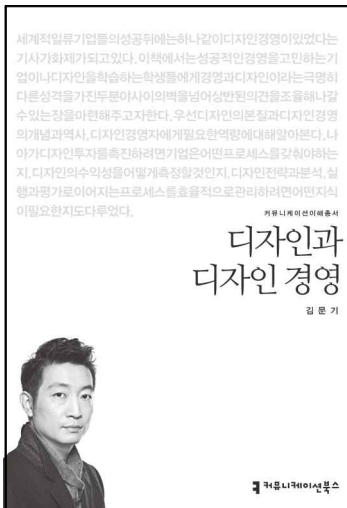 세계적일류기업들의성공뒤에는하나같이디자인경영이있었다는
기사가화제가되고있다.이책에서는성공적인경영을고민하는기
업이나디자인을학습하는학생들에게경영과디자인이라는극명히
다른성격을가진두분야사이의벽을넘어상반된의견을조율해나갈
수있는장을마련해주고자한다.우선디자인의본질과디자인경영
의개념과역사,디자인경영자에게필요한역량에대해알아본다.나
아가디자인투자를촉진하려면기업은어떤프로세스를갖춰야하는
지,디자인의수익성을어떻게측정할것인지,디자인전략과분석,실
행과평가로이어지는프로세스를효율적으로관리하려면어떤지식
이필요한지도다루었다.
커뮤니케이션이해총서
디자인과
디자인 경영
김문기
커뮤니케이션북스